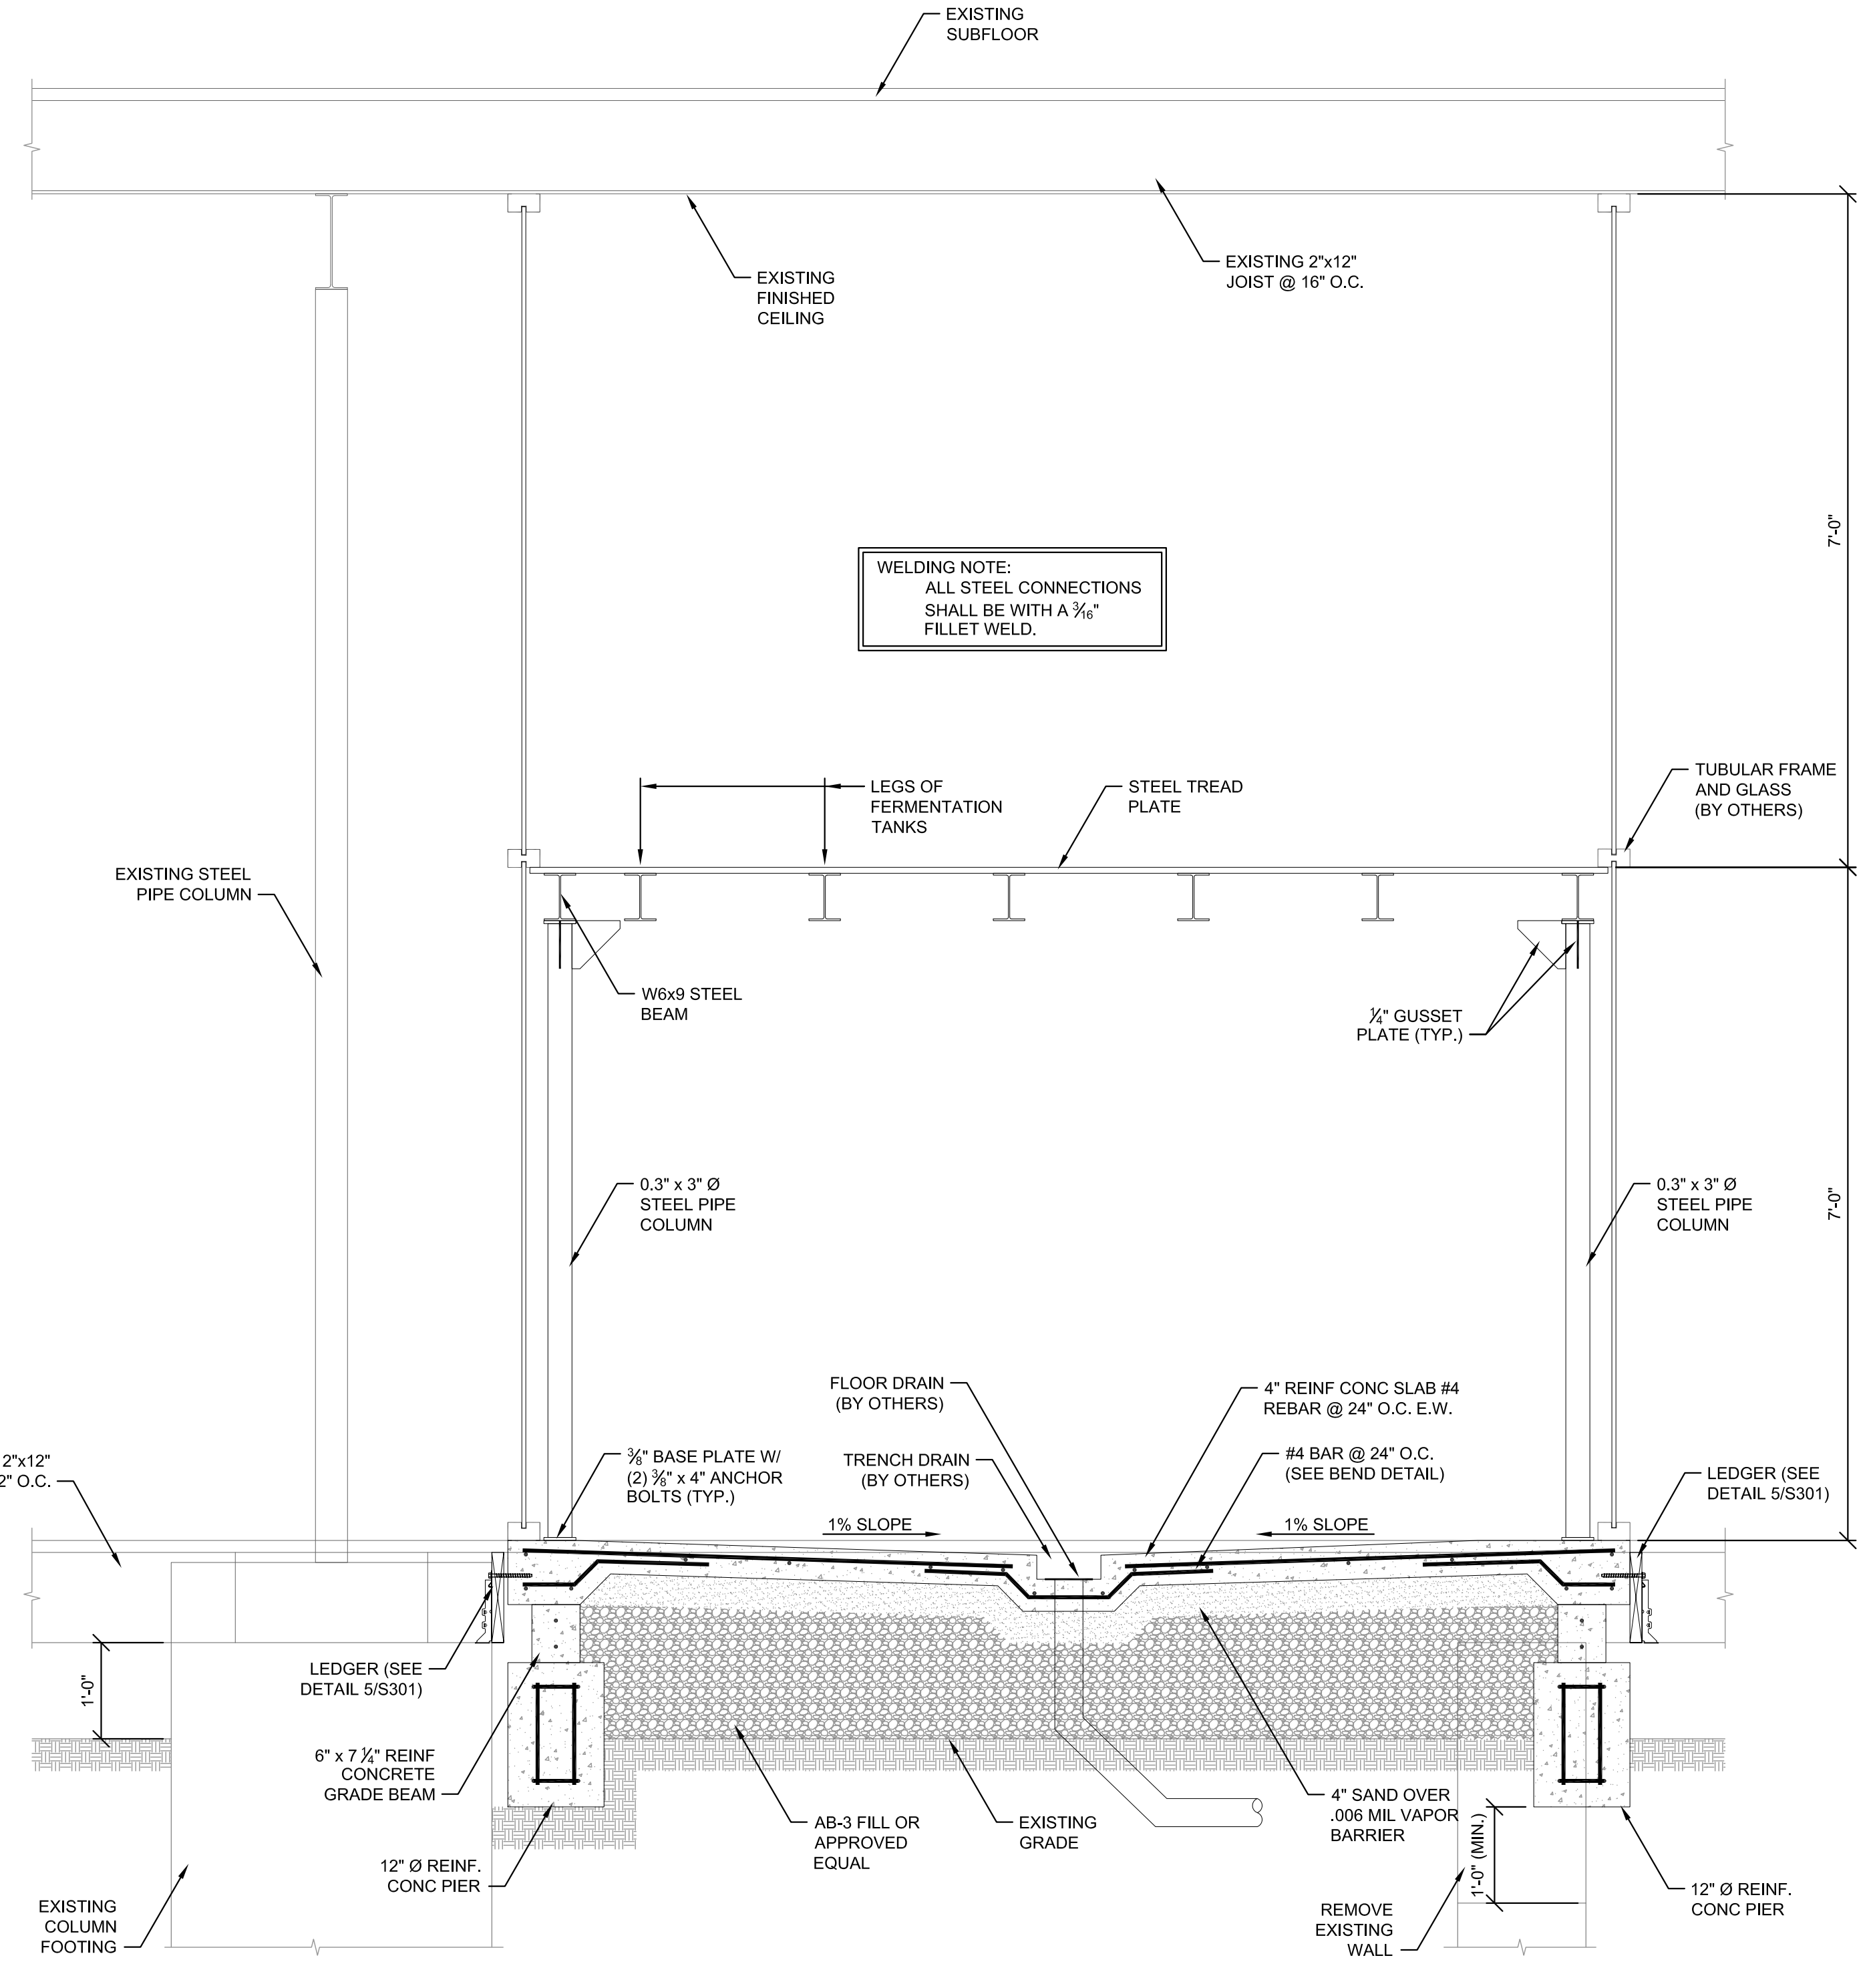 EXISTING
SUBFLOOR
EXISTING
FINISHED
CEILING
EXISTING 2"x12"
JOIST @ 16" O.C.
7'-0"
WELDING NOTE:
ALL STEEL CONNECTIONS
SHALL BE WITH A 3⁄16"
FILLET WELD.
LEGS OF
FERMENTATION
TANKS
STEEL TREAD
PLATE
TUBULAR FRAME
AND GLASS
(BY OTHERS)
EXISTING STEEL
PIPE COLUMN
W6x9 STEEL
BEAM
¼" GUSSET
PLATE (TYP.)
0.3" x 3" Ø
STEEL PIPE
COLUMN
0.3" x 3" Ø
STEEL PIPE
COLUMN
7'-0"
FLOOR DRAIN
(BY OTHERS)
4" REINF CONC SLAB #4
REBAR @ 24" O.C. E.W.
2"x12"
2" O.C.
⅜" BASE PLATE W/
(2) ⅜" x 4" ANCHOR
BOLTS (TYP.)
TRENCH DRAIN
(BY OTHERS)
#4 BAR @ 24" O.C.
(SEE BEND DETAIL)
LEDGER (SEE
DETAIL 5/S301)
1% SLOPE
1% SLOPE
1'-0"
LEDGER (SEE
DETAIL 5/S301)
6" x 7 ¼" REINF
CONCRETE
GRADE BEAM
12" Ø REINF.
CONC PIER
AB-3 FILL OR
APPROVED
EQUAL
EXISTING
GRADE
4" SAND OVER
.006 MIL VAPOR
BARRIER
1'-0" (MIN.)
EXISTING
COLUMN
FOOTING
REMOVE
EXISTING
WALL
12" Ø REINF.
CONC PIER